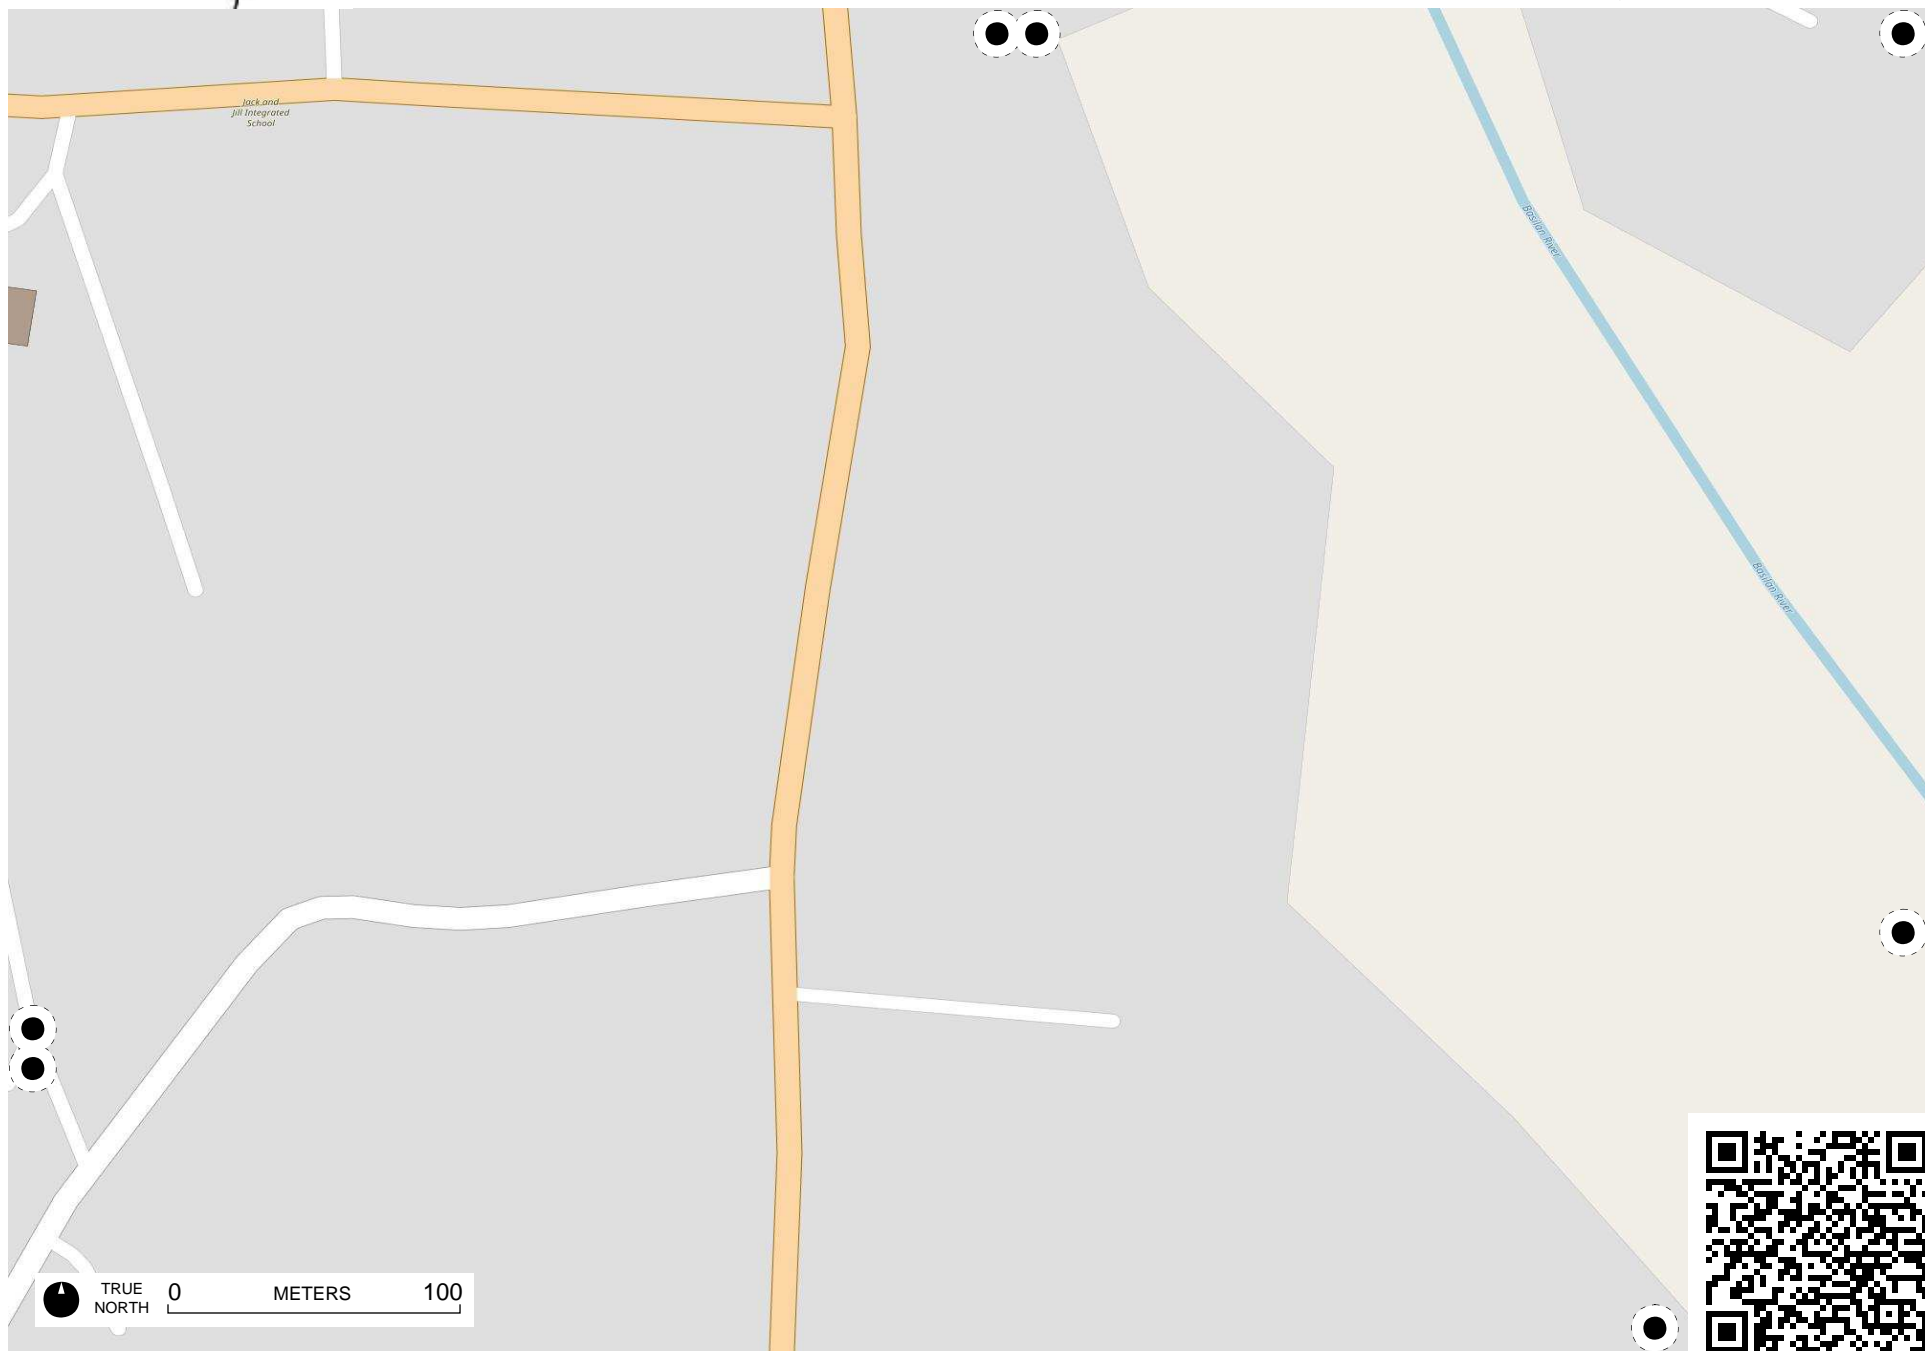 Jack and
Jill Integrated
School
Basilan River
Basilan River
TRUE
NORTH
0 METERS 100